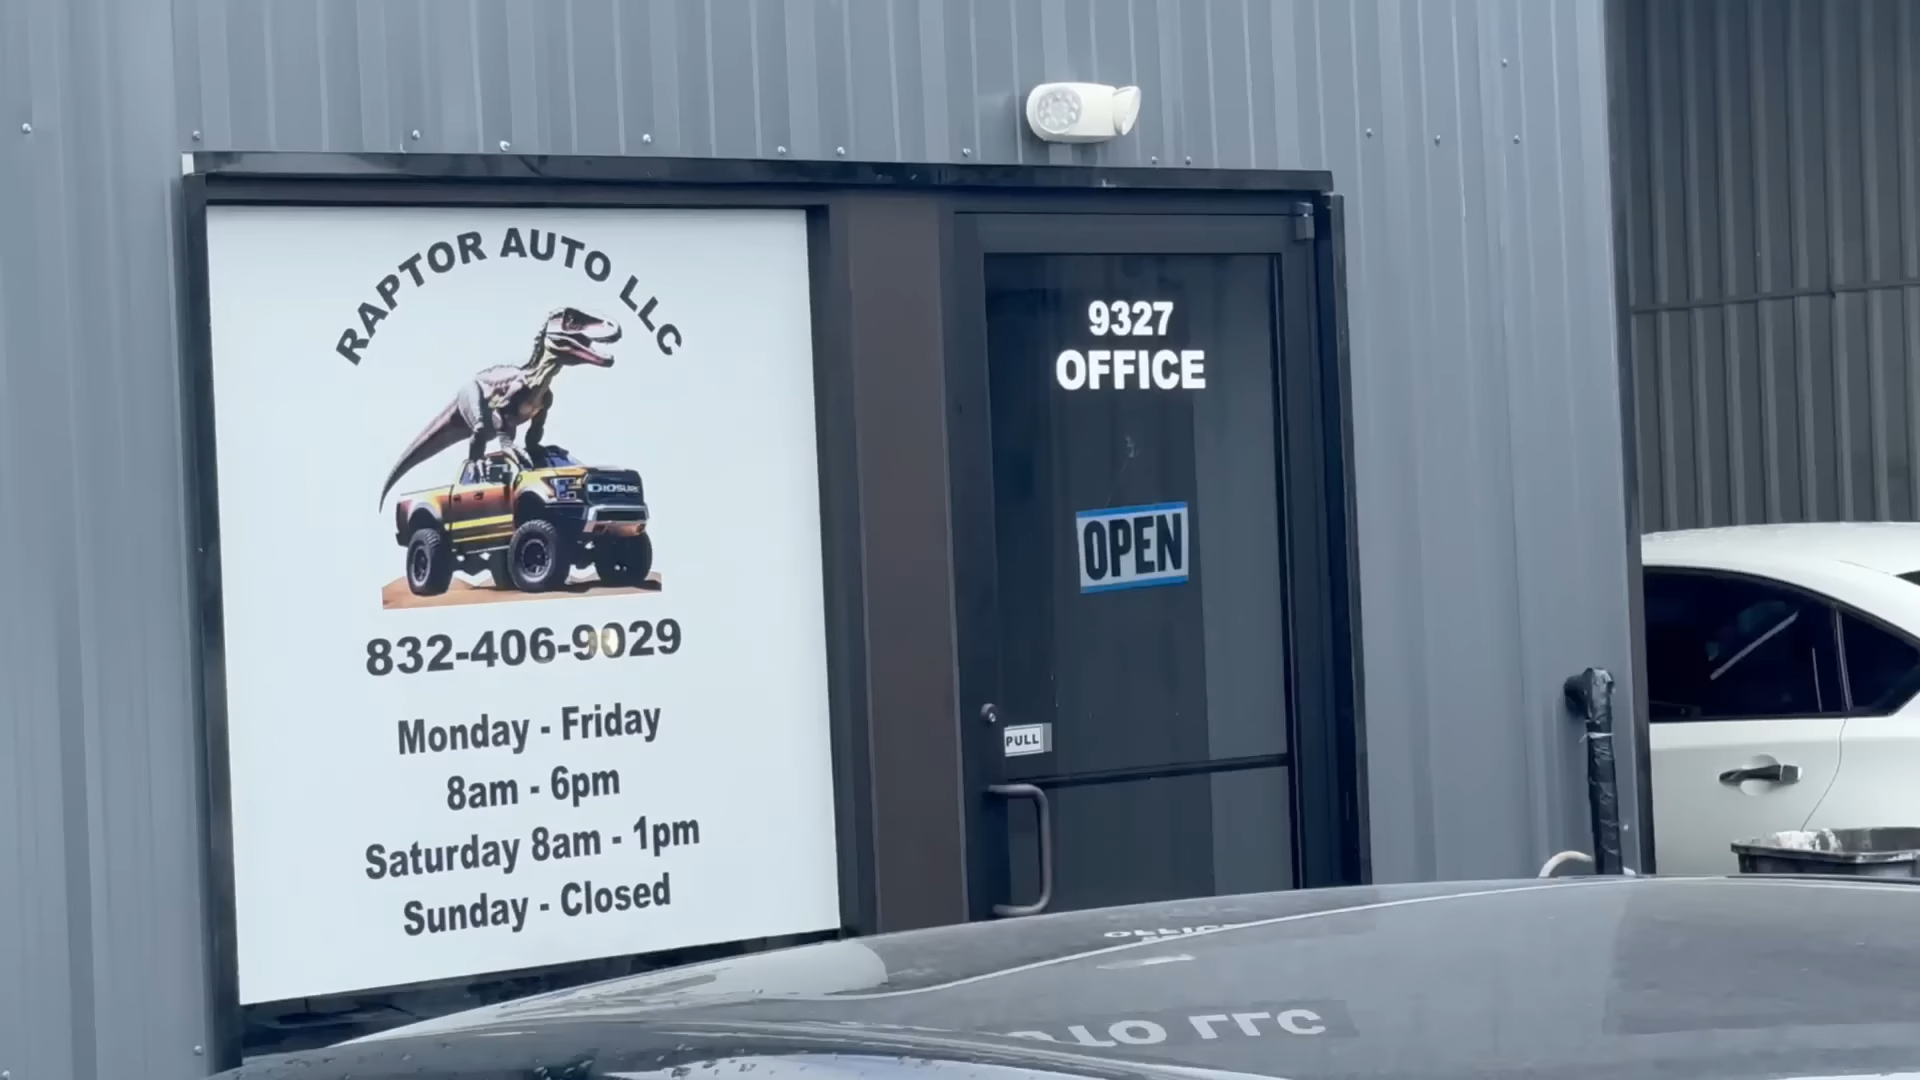 RAPTOR AUTO LLC
832-406-9029
Monday - Friday
8am - 6pm
Saturday 8am - 1pm
Sunday - Closed
9327
OFFICE
OPEN
PULL